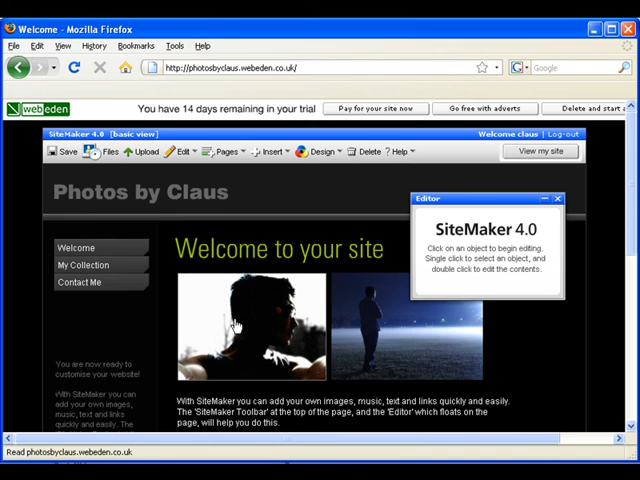 Welcome - Mozilla Firefox
File Edit View History Bookmarks Tools Help
http://photosbyclaus.webeden.co.uk/
Google
webeden
You have 14 days remaining in your trial
Pay for your site now
Go free with adverts
Delete and start a
SiteMaker 4.0 [basic view]
Welcome claus | Log-out
Save Files Upload Edit Pages Insert Design Delete Help
View my site
Photos by Claus
Editor
SiteMaker 4.0
Click on an object to begin editing.
Single click to select an object, and
double click to edit the contents.
Welcome
My Collection
Contact Me
Welcome to your site
You are now ready to
customise your website!
With SiteMaker you can
add your own images,
music, text and links
quickly and easily. The
'SiteMaker Toolbar' at
With SiteMaker you can add your own images, music, text and links quickly and easily.
The 'SiteMaker Toolbar' at the top of the page, and the 'Editor' which floats on the
page, will help you do this.
Read photosbyclaus.webeden.co.uk